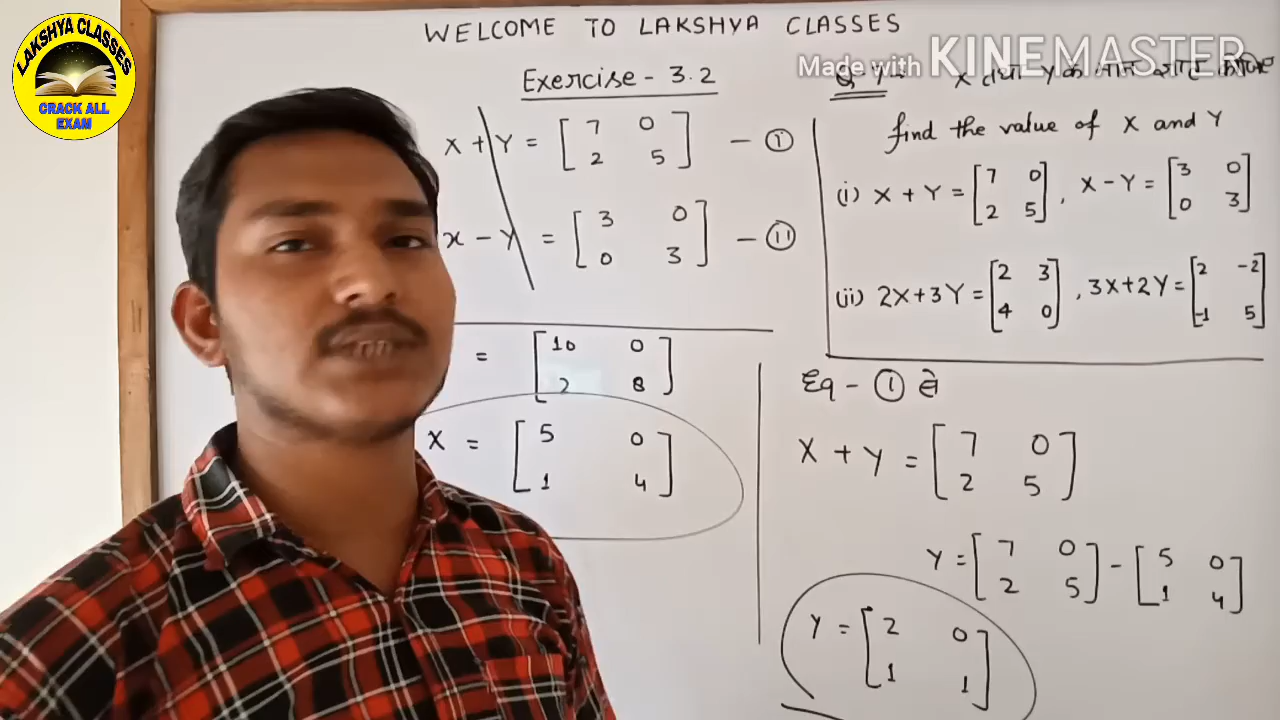 LAKSHYA CLASSES
CRACK ALL
EXAM
WELCOME TO LAKSHYA CLASSES
Made with KINEMASTER
Exercise - 3.2
X + Y = [ 7 0
2 5 ] — (i)
x - Y = [ 3 0
0 3 ] — (ii)
= [ 10 0
2 8 ]
X = [ 5 0
1 4 ]
X तथा Y के मान ज्ञात कीजिए
find the value of X and Y
(i) X + Y = [ 7 0
2 5 ] , X - Y = [ 3 0
0 3 ]
(ii) 2X + 3Y = [ 2 3
4 0 ] , 3X + 2Y = [ 2 -2
-1 5 ]
Eq - (1) से
X + Y = [ 7 0
2 5 ]
Y = [ 7 0
2 5 ] - [ 5 0
1 4 ]
Y = [ 2 0
1 1 ]